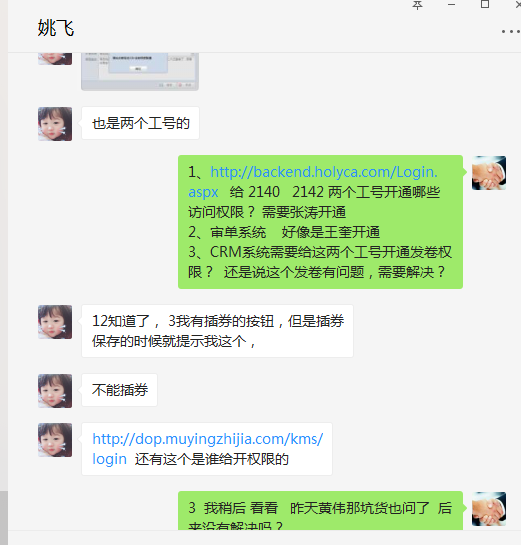 姚飞
也是两个工号的
1、http://backend.holyca.com/Login.
aspx 给 2140 2142 两个工号开通哪些
访问权限？ 需要张涛开通
2、审单系统 好像是王奎开通
3、CRM系统需要给这两个工号开通发卷权
限？ 还是说这个发卷有问题，需要解决？
12知道了， 3我有插券的按钮，但是插券
保存的时候就提示我这个，
不能插券
http://dop.muyingzhijia.com/kms/
login 还有这个是谁给开权限的
3 我稍后 看看 昨天黄伟那坑货也问了 后
来没有解决吗？